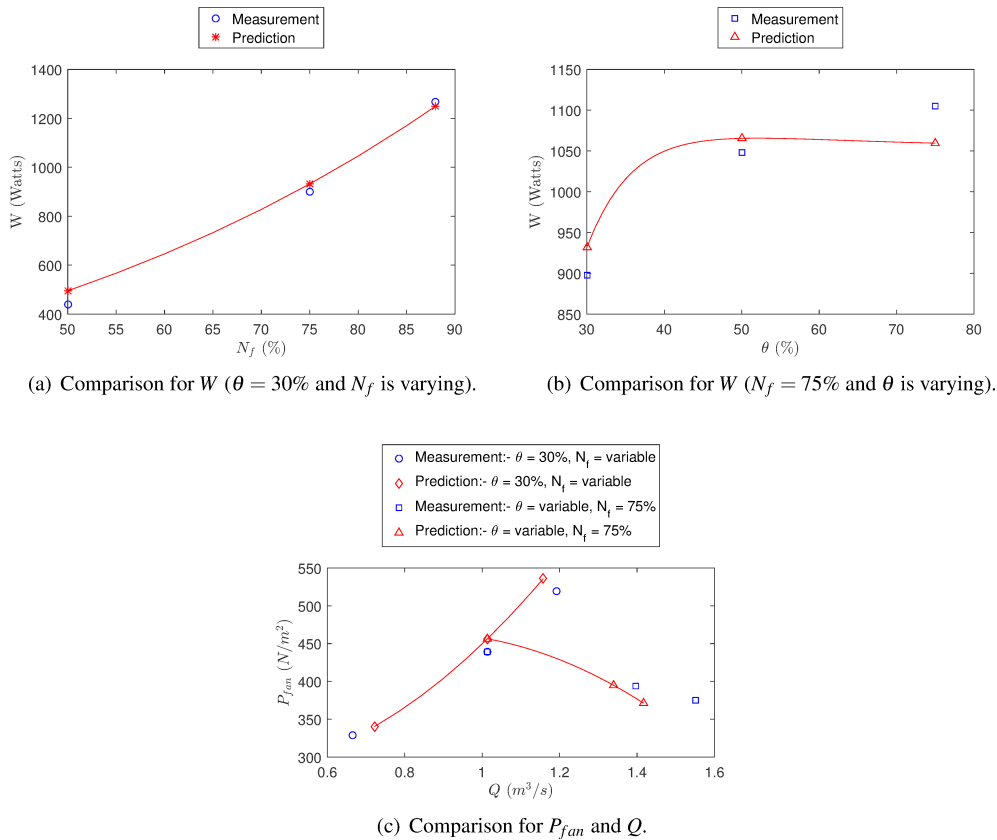 Measurement
Prediction
1400
1200
1000
800
600
400
W (Watts)
50 55 60 65 70 75 80 85 90
N_f (%)
(a) Comparison for W (θ = 30% and N_f is varying).
Measurement
Prediction
1150
1100
1050
1000
950
900
850
W (Watts)
30 40 50 60 70 80
θ (%)
(b) Comparison for W (N_f = 75% and θ is varying).
Measurement:- θ = 30%, N_f = variable
Prediction:- θ = 30%, N_f = variable
Measurement:- θ = variable, N_f = 75%
Prediction:- θ = variable, N_f = 75%
550
500
450
400
350
300
P_fan (N/m²)
0.6 0.8 1 1.2 1.4 1.6
Q (m³/s)
(c) Comparison for P_fan and Q.